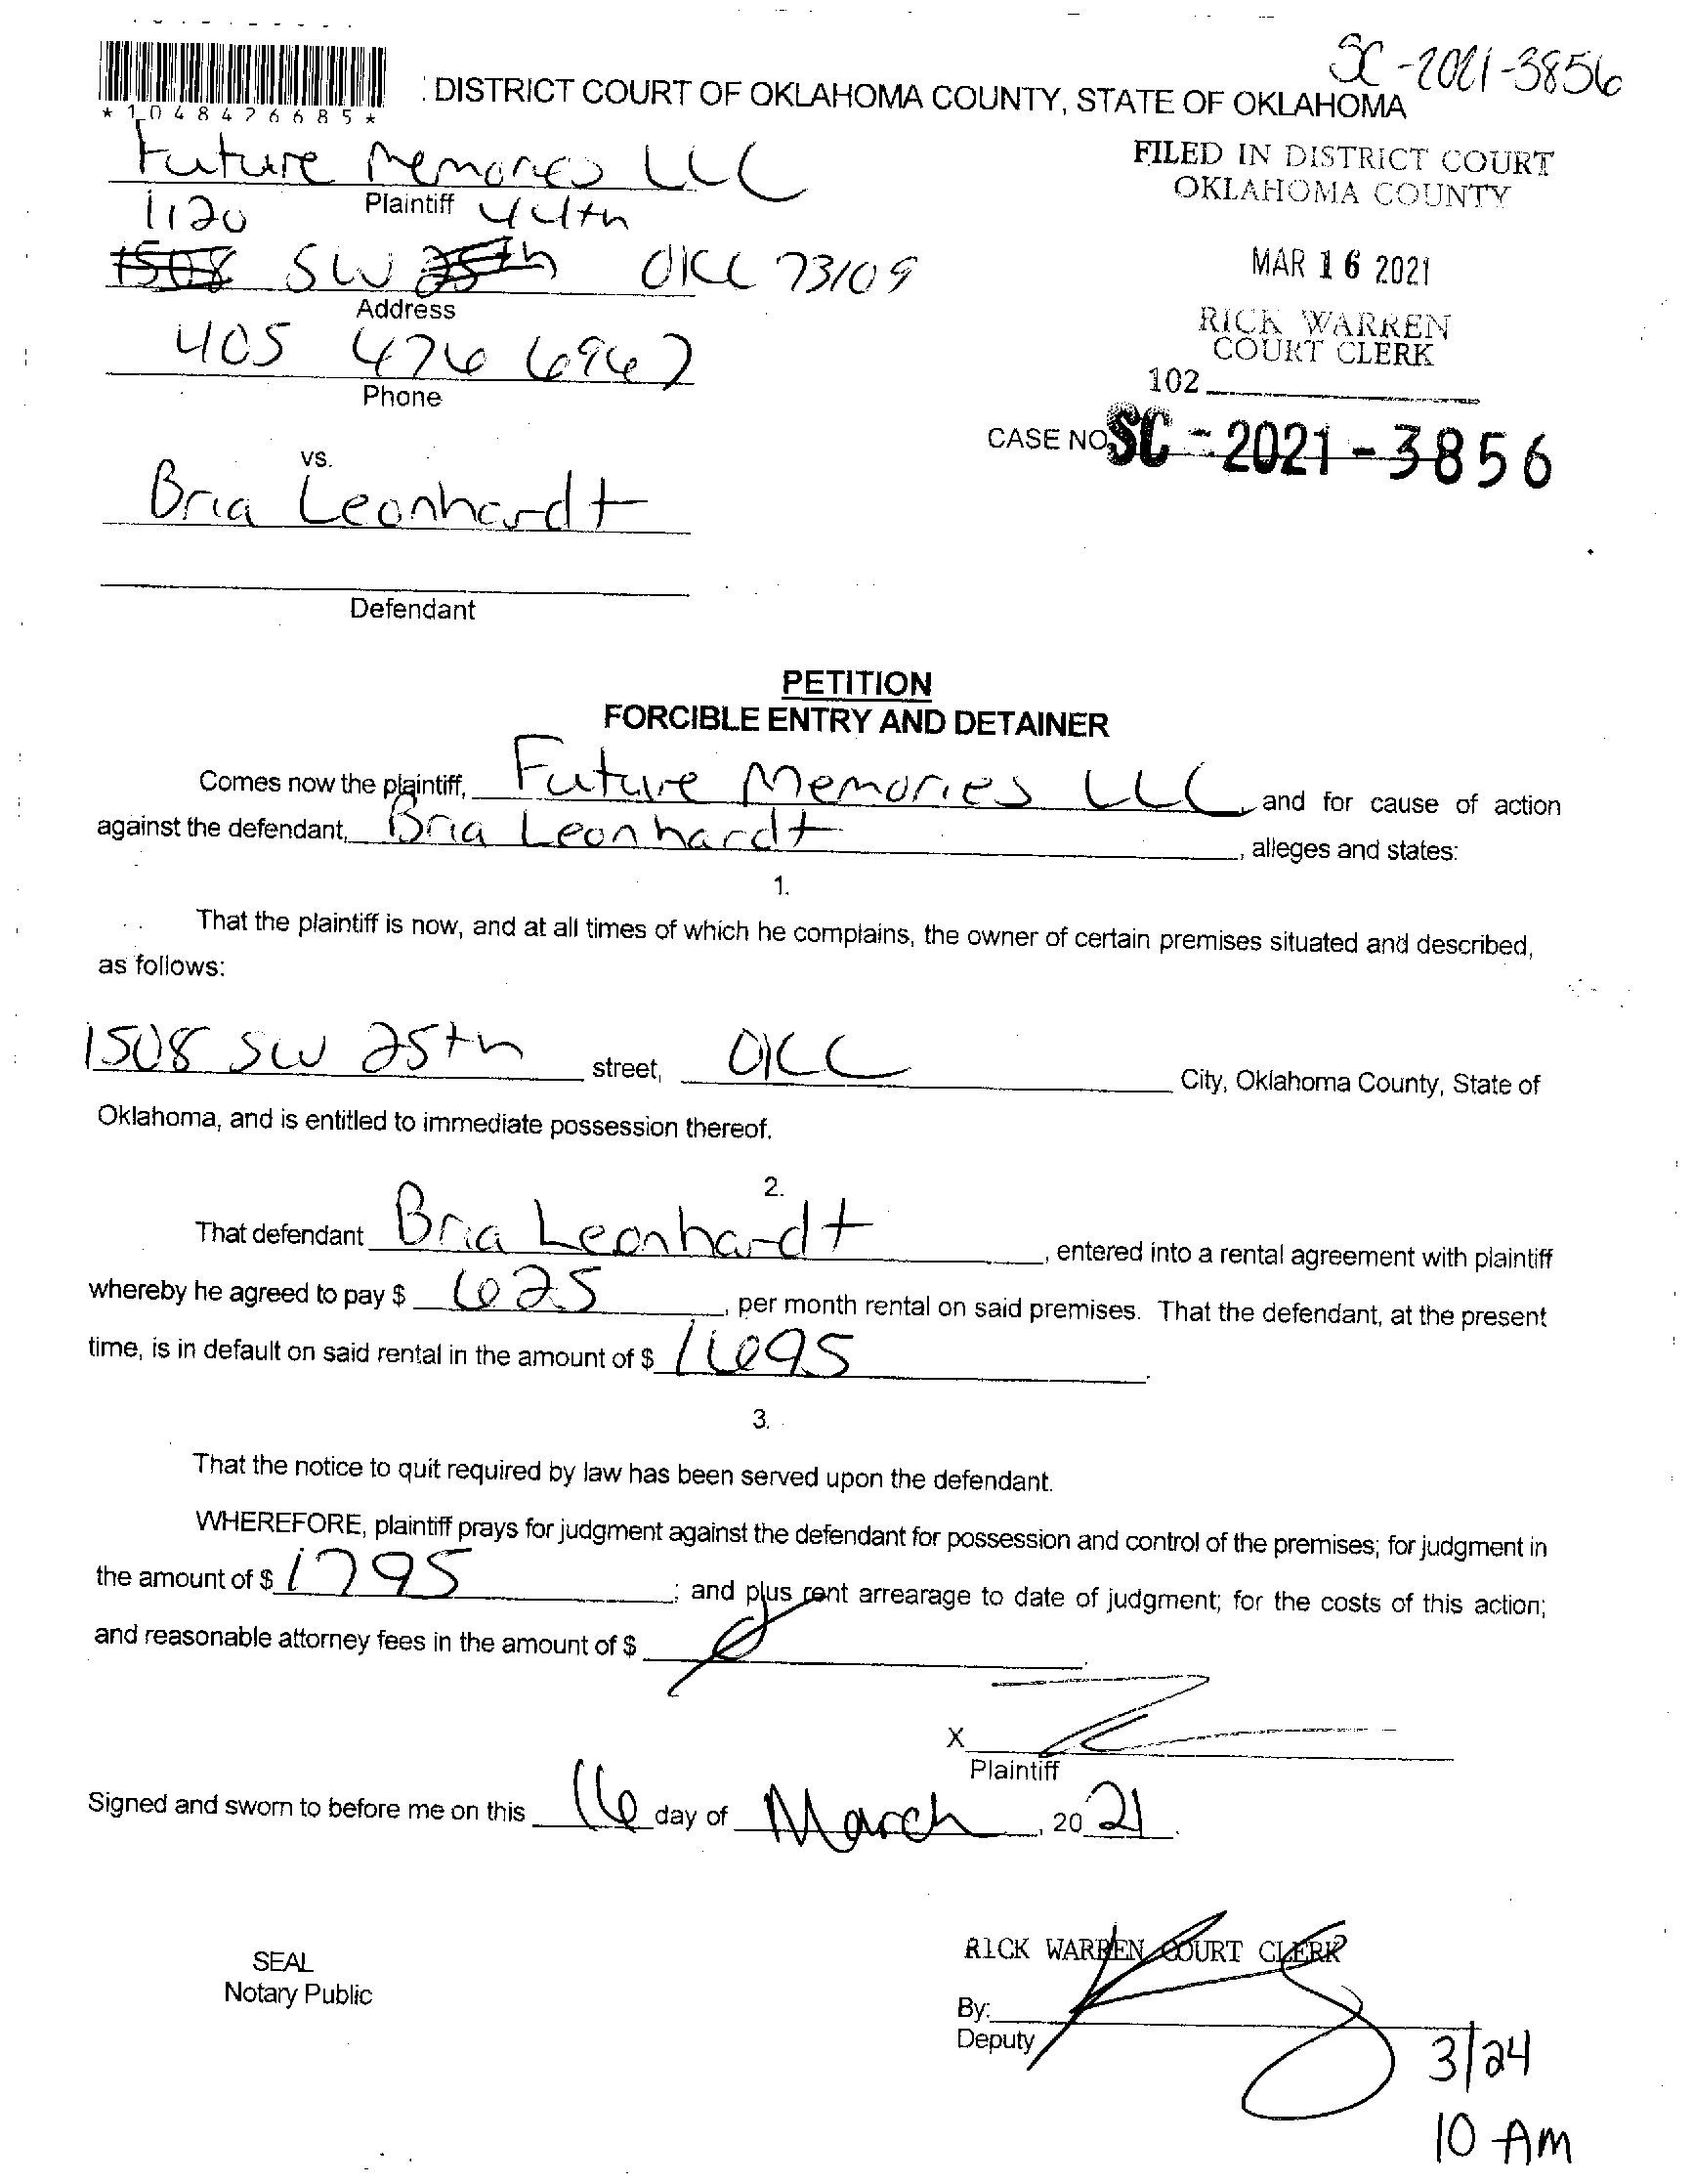 SC-2021-3856
*1048426685*
DISTRICT COURT OF OKLAHOMA COUNTY, STATE OF OKLAHOMA
Future Memories LLC
Plaintiff
1120 44th
1508 SW 25th OKC 73109
Address
405 476 6967
Phone
FILED IN DISTRICT COURT
OKLAHOMA COUNTY
MAR 16 2021
RICK WARREN
COURT CLERK
102
CASE NO. SC-2021-3856
vs.
Bria Leonhardt
Defendant
PETITION
FORCIBLE ENTRY AND DETAINER
Comes now the plaintiff, Future Memories LLC, and for cause of action
against the defendant, Bria Leonhardt, alleges and states:
1.
That the plaintiff is now, and at all times of which he complains, the owner of certain premises situated and described,
as follows:
1508 SW 25th street, OKC City, Oklahoma County, State of
Oklahoma, and is entitled to immediate possession thereof.
2.
That defendant Bria Leonhardt, entered into a rental agreement with plaintiff
whereby he agreed to pay $ 625, per month rental on said premises. That the defendant, at the present
time, is in default on said rental in the amount of $ 1695.
3.
That the notice to quit required by law has been served upon the defendant.
WHEREFORE, plaintiff prays for judgment against the defendant for possession and control of the premises; for judgment in
the amount of $ 1795; and plus rent arrearage to date of judgment; for the costs of this action;
and reasonable attorney fees in the amount of $
X
Plaintiff
Signed and sworn to before me on this 16 day of March, 2021.
SEAL
Notary Public
RICK WARREN COURT CLERK
By:
Deputy
3/24
10 AM